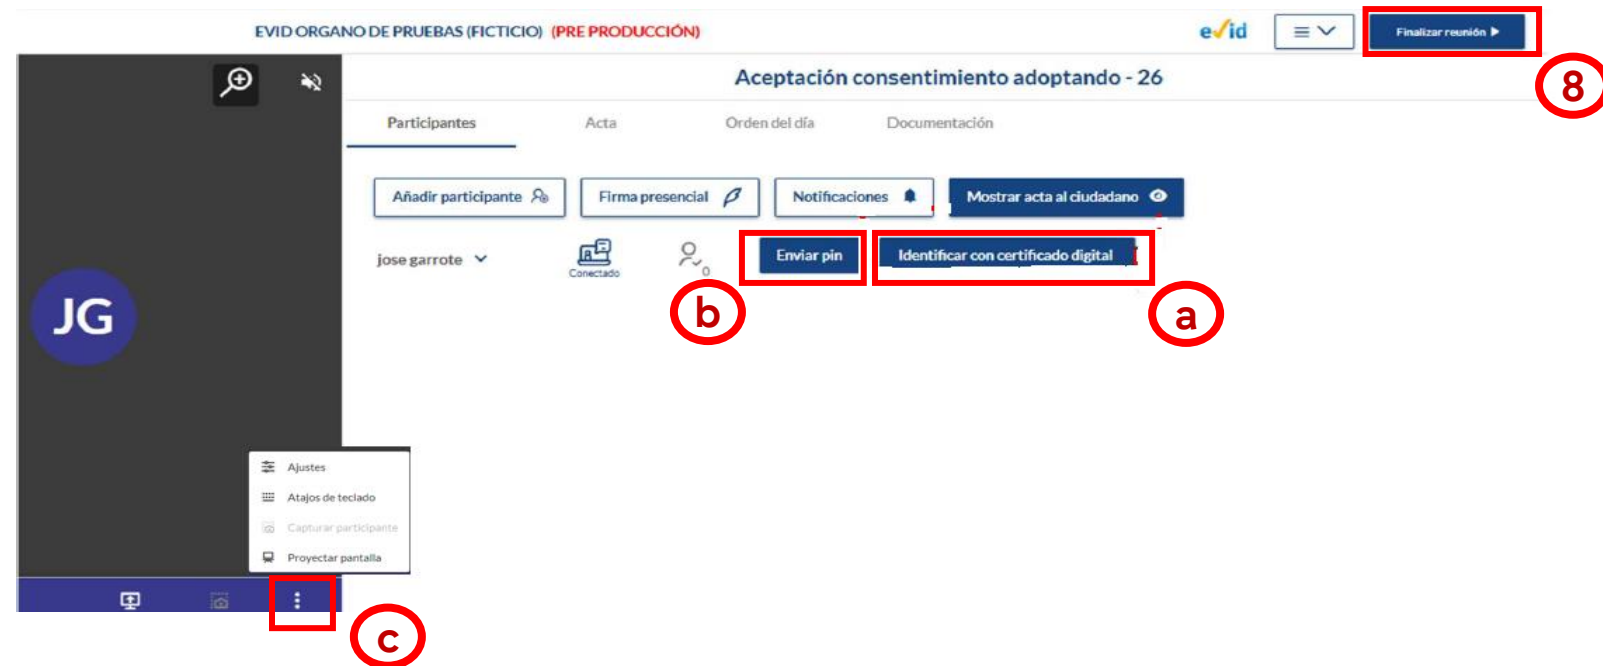 EVID ORGANO DE PRUEBAS (FICTICIO) (PRE PRODUCCIÓN)
evid
Finalizar reunión
8
Aceptación consentimiento adoptando - 26
Participantes
Acta
Orden del día
Documentación
Añadir participante
Firma presencial
Notificaciones
Mostrar acta al ciudadano
jose garrote
Conectado
0
Enviar pin
Identificar con certificado digital
b
a
JG
Ajustes
Atajos de teclado
Capturar participante
Proyectar pantalla
c